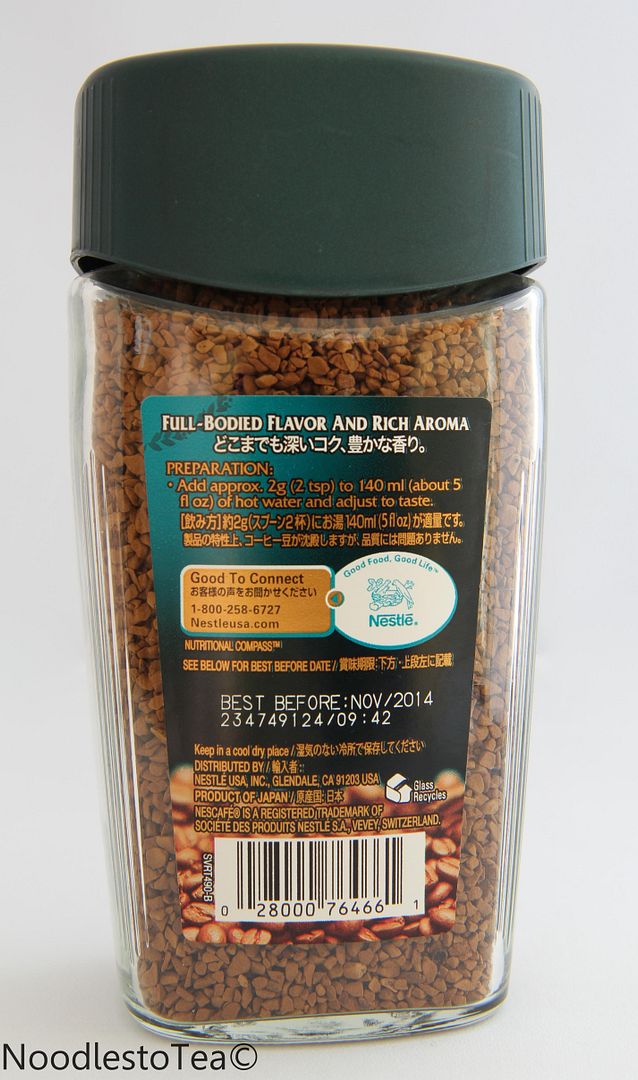 FULL-BODIED FLAVOR AND RICH AROMA
どこまでも深いコク、豊かな香り。
PREPARATION:
• Add approx. 2g (2 tsp) to 140 ml (about 5
fl oz) of hot water and adjust to taste.
[飲み方]約2g(スプーン2杯)にお湯140ml(5fl oz)が適量です。
製品の特性上、コーヒー豆が沈殿しますが、品質には問題ありません。
Good To Connect
お客様の声をお聞かせください
1-800-258-6727
Nestleusa.com
Good Food, Good Life™
Nestlé®
NUTRITIONAL COMPASS™
SEE BELOW FOR BEST BEFORE DATE / 賞味期限:下方・上段左に記載
BEST BEFORE:NOV/2014
234749124/09:42
Keep in a cool dry place / 湿気のない冷所で保存してください
DISTRIBUTED BY / 輸入者::
NESTLÉ USA, INC., GLENDALE, CA 91203 USA
PRODUCT OF JAPAN / 原産国: 日本
Glass
Recycles
NESCAFÉ® IS A REGISTERED TRADEMARK OF
SOCIÉTÉ DES PRODUITS NESTLÉ S.A., VEVEY, SWITZERLAND.
SVRT490-B
0 28000 76466 1
NoodlestoTea©